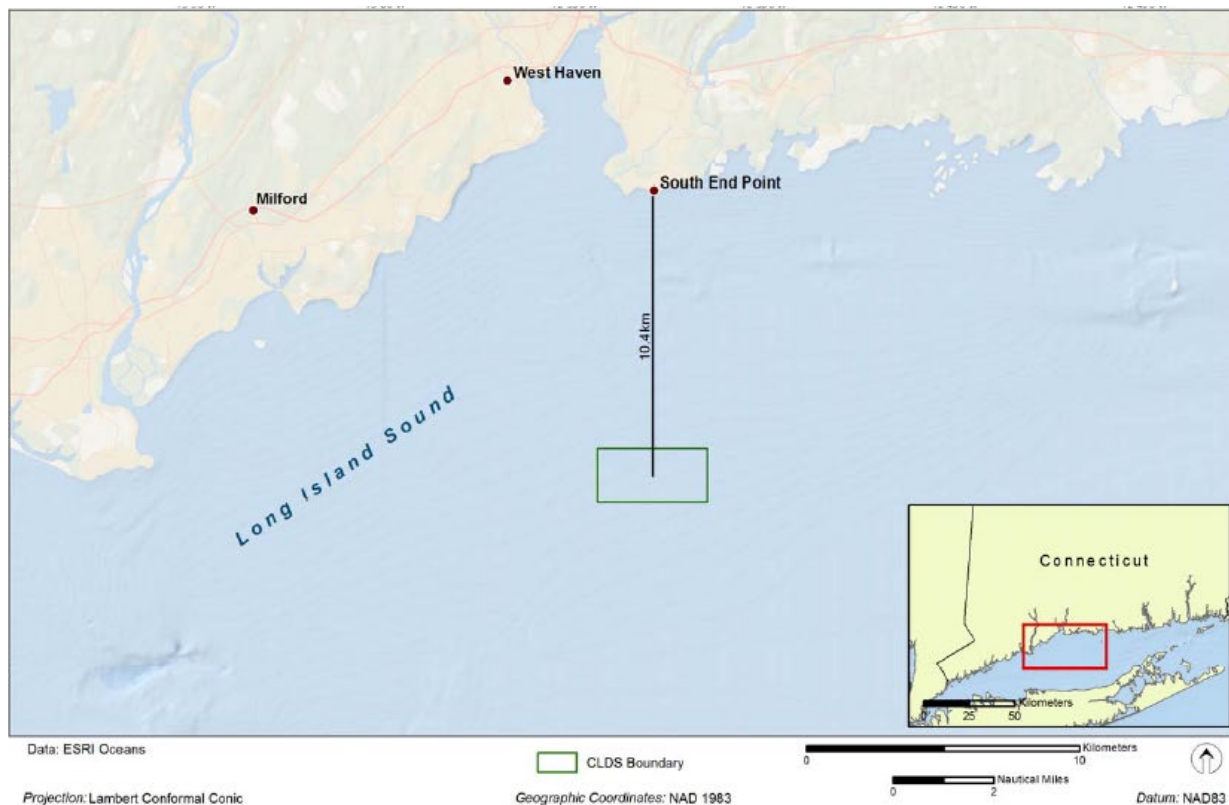 West Haven
South End Point
Milford
10.4km
Long Island Sound
Connecticut
Kilometers
0 25 50
Data: ESRI Oceans
CLDS Boundary
Kilometers
0 10
Nautical Miles
0 2
Projection: Lambert Conformal Conic
Geographic Coordinates: NAD 1983
Datum: NAD83